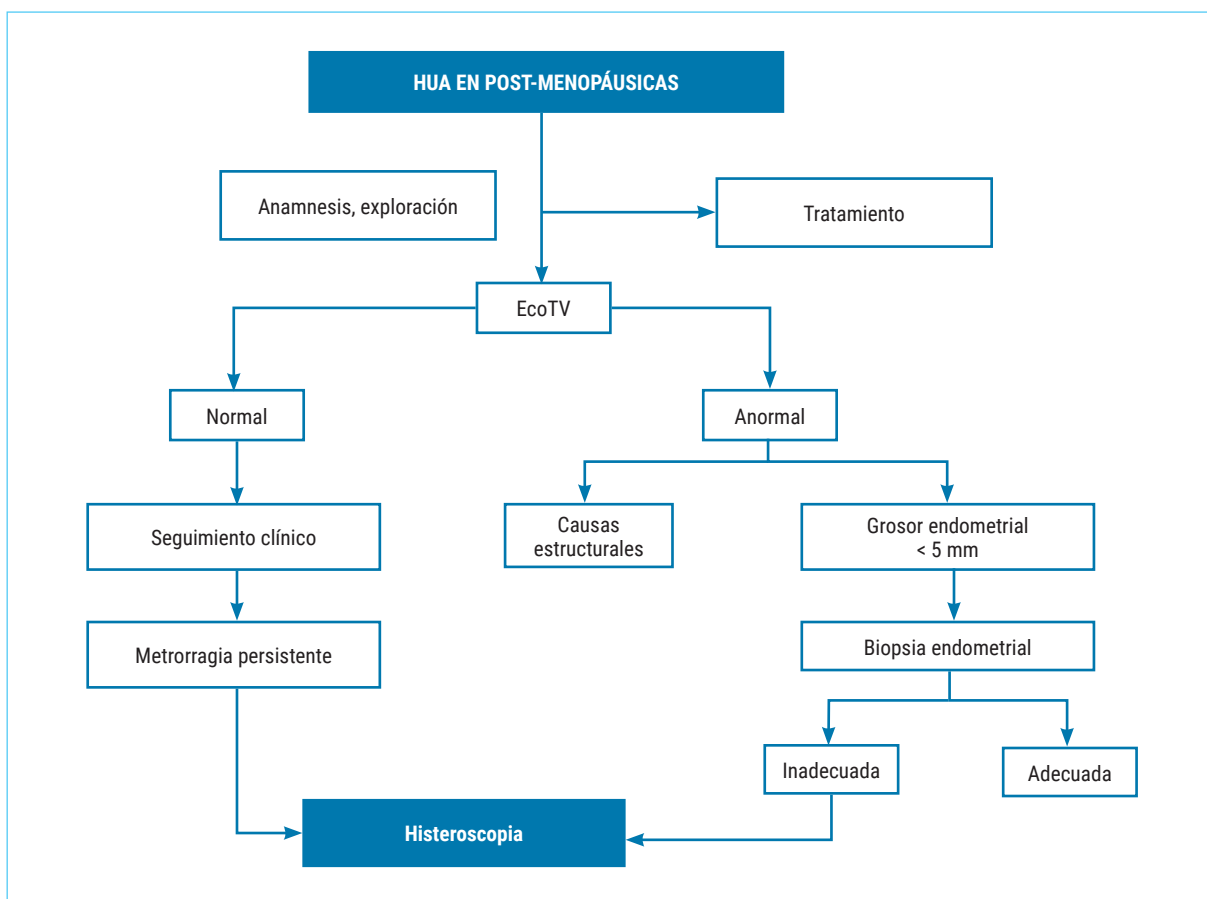 HUA EN POST-MENOPÁUSICAS
Anamnesis, exploración
Tratamiento
EcoTV
Normal
Anormal
Seguimiento clínico
Causas
estructurales
Grosor endometrial
< 5 mm
Metrorragia persistente
Biopsia endometrial
Inadecuada
Adecuada
Histeroscopia